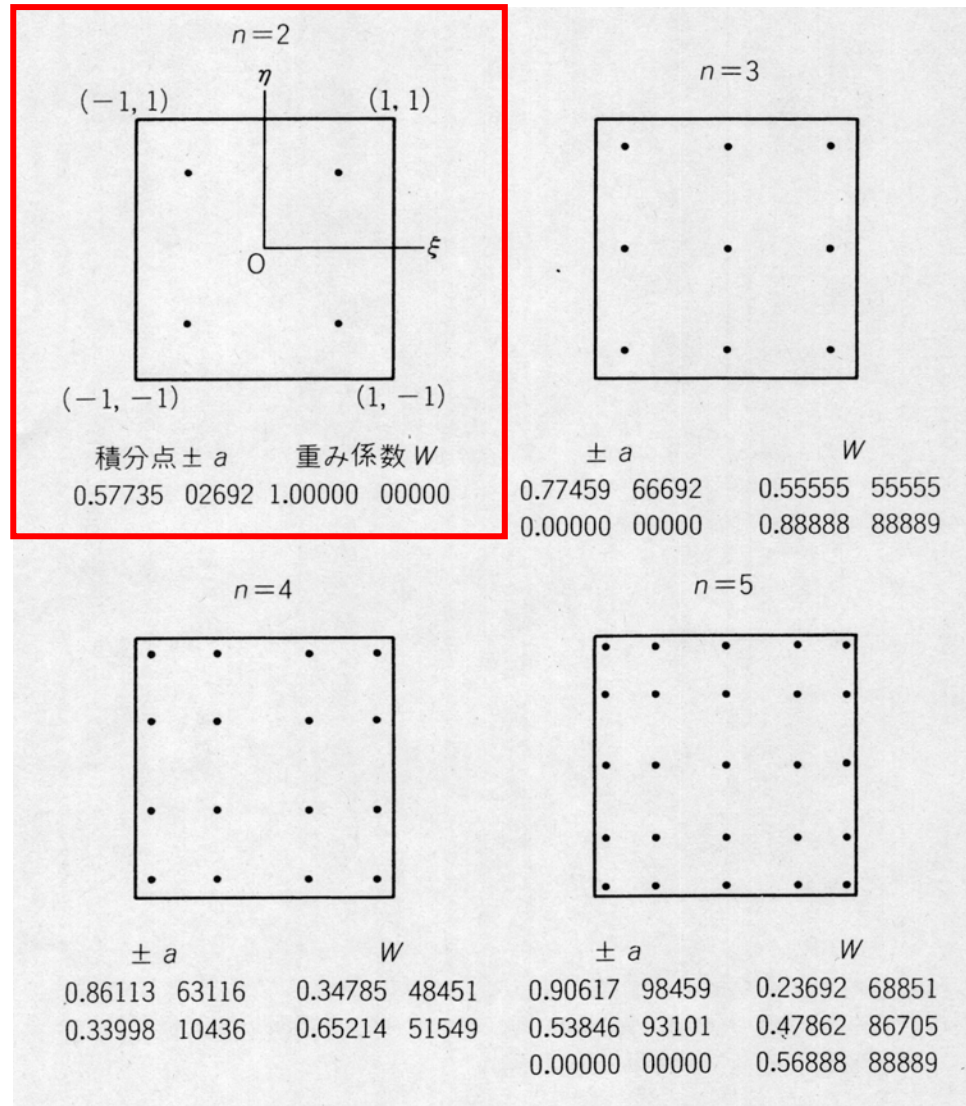 n=2
η
(-1, 1) (1, 1)
ξ
O
(-1, -1) (1, -1)
積分点± a 重み係数 W
0.57735 02692 1.00000 00000
n=3
± a W
0.77459 66692 0.55555 55555
0.00000 00000 0.88888 88889
n=4
± a W
0.86113 63116 0.34785 48451
0.33998 10436 0.65214 51549
n=5
± a W
0.90617 98459 0.23692 68851
0.53846 93101 0.47862 86705
0.00000 00000 0.56888 88889